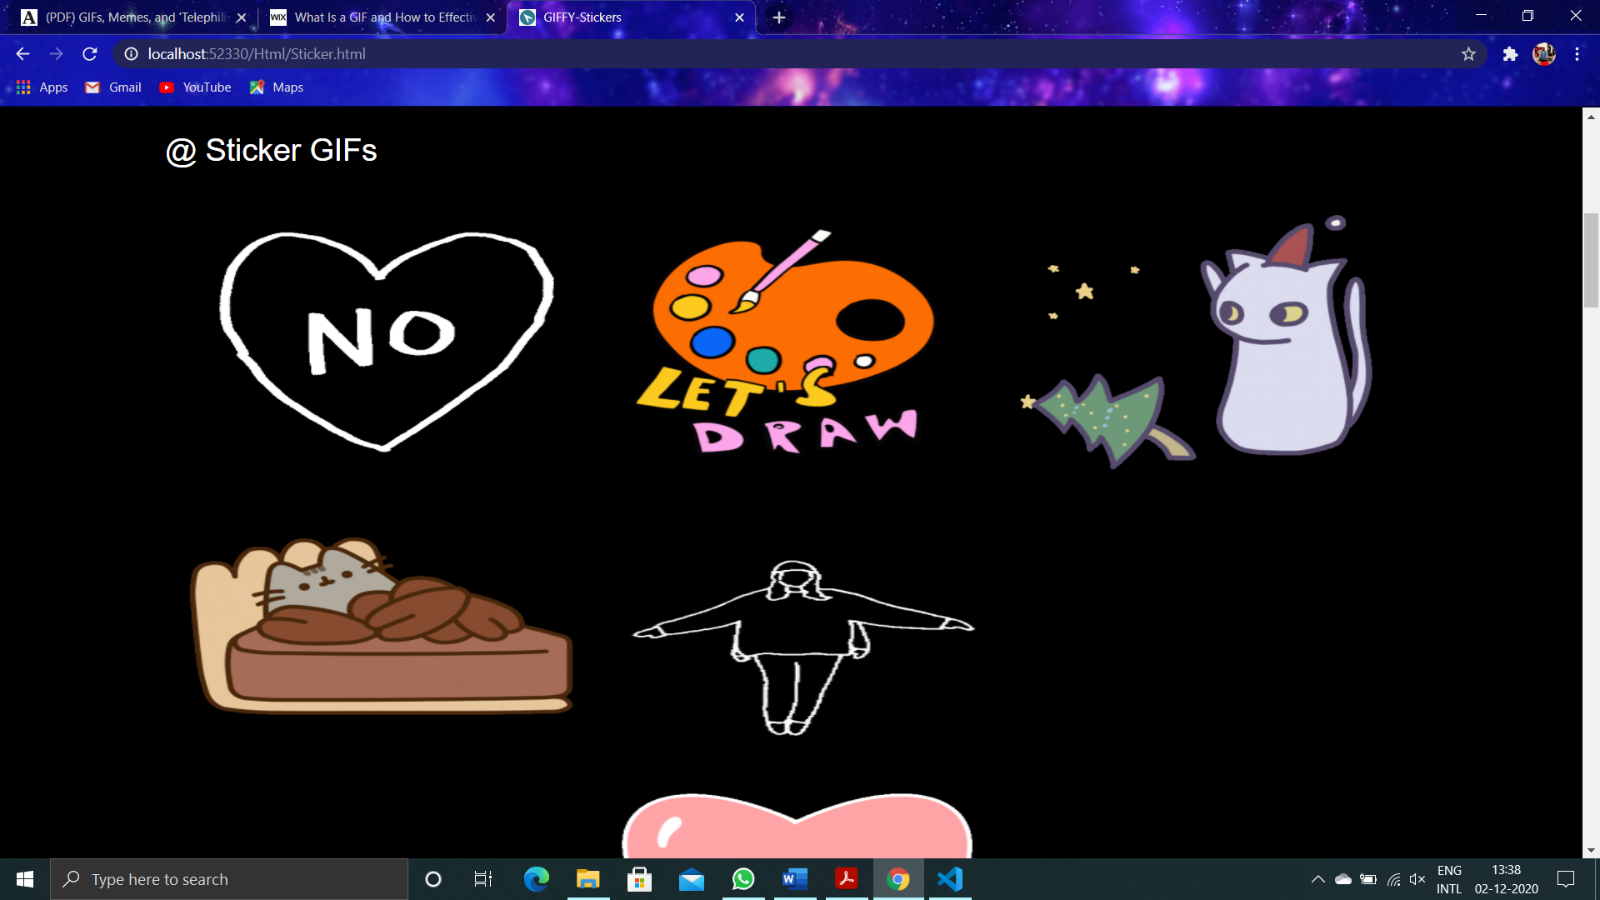 (PDF) GIFs, Memes, and 'Telephili
What Is a GIF and How to Effectiv
GIFFY-Stickers
localhost:52330/Html/Sticker.html
Apps
Gmail
YouTube
Maps
@ Sticker GIFs
NO
LET'S
DRAW
Type here to search
ENG
INTL
13:38
02-12-2020